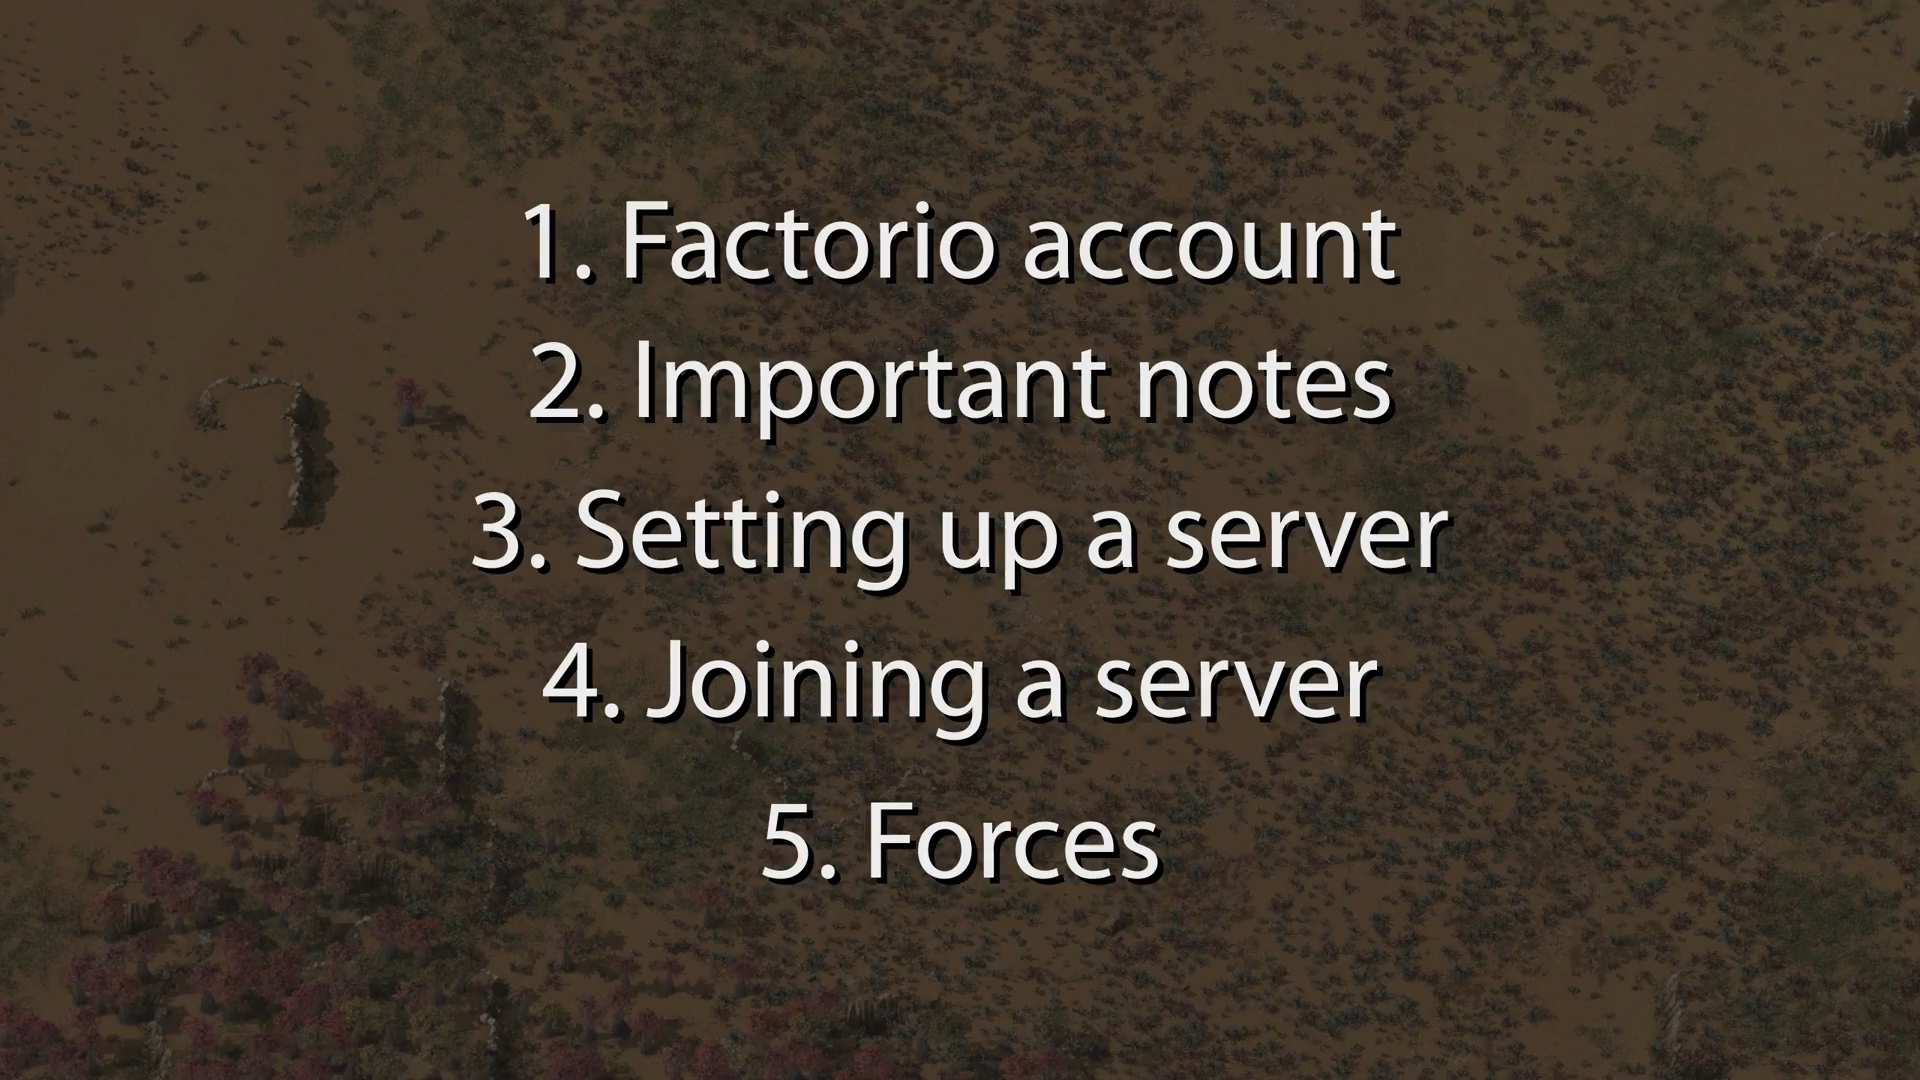 1. Factorio account
2. Important notes
3. Setting up a server
4. Joining a server
5. Forces